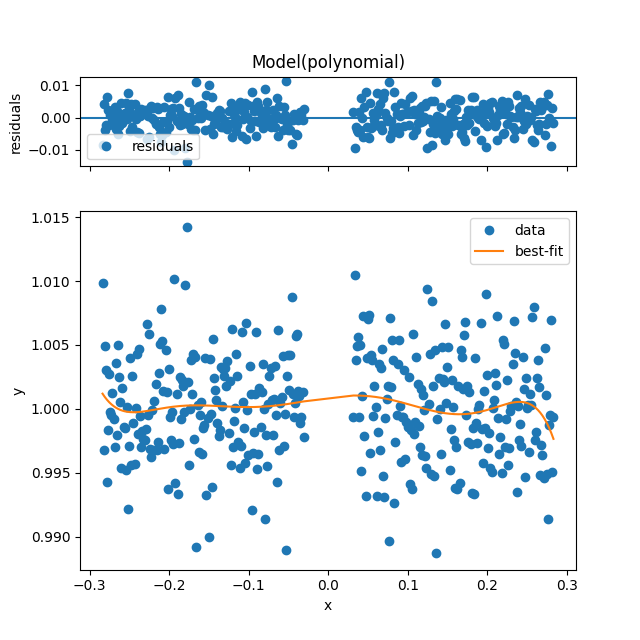 Model(polynomial)
0.01
0.00
−0.01
residuals
residuals
1.015
1.010
1.005
1.000
0.995
0.990
y
data
best-fit
−0.3
−0.2
−0.1
0.0
0.1
0.2
0.3
x